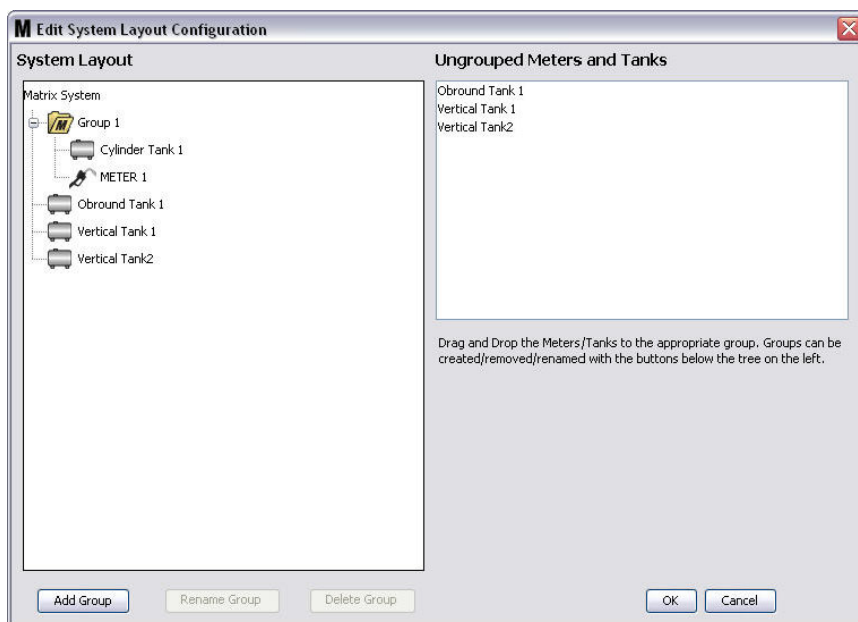 M Edit System Layout Configuration
System Layout
Matrix System
M Group 1
Cylinder Tank 1
METER 1
Obround Tank 1
Vertical Tank 1
Vertical Tank2
Ungrouped Meters and Tanks
Obround Tank 1
Vertical Tank 1
Vertical Tank2
Drag and Drop the Meters/Tanks to the appropriate group. Groups can be
created/removed/renamed with the buttons below the tree on the left.
Add Group
Rename Group
Delete Group
OK
Cancel